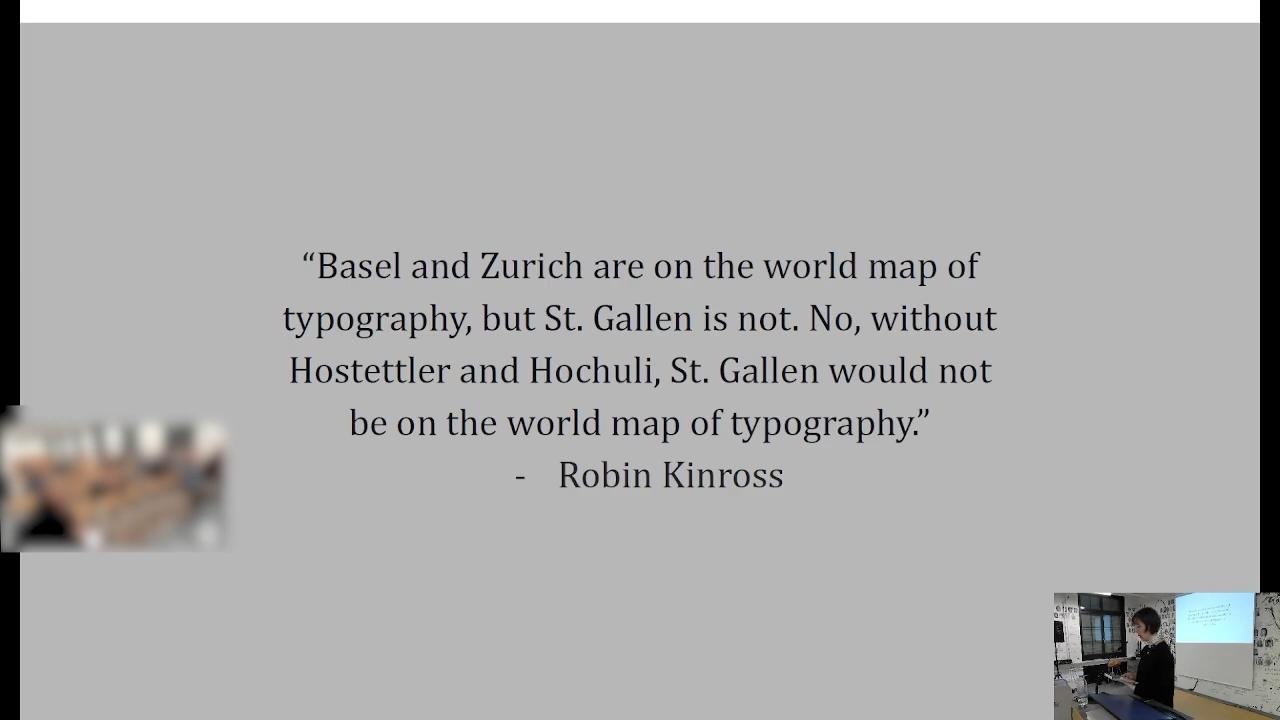 “Basel and Zurich are on the world map of
typography, but St. Gallen is not. No, without
Hostettler and Hochuli, St. Gallen would not
be on the world map of typography.”
- Robin Kinross